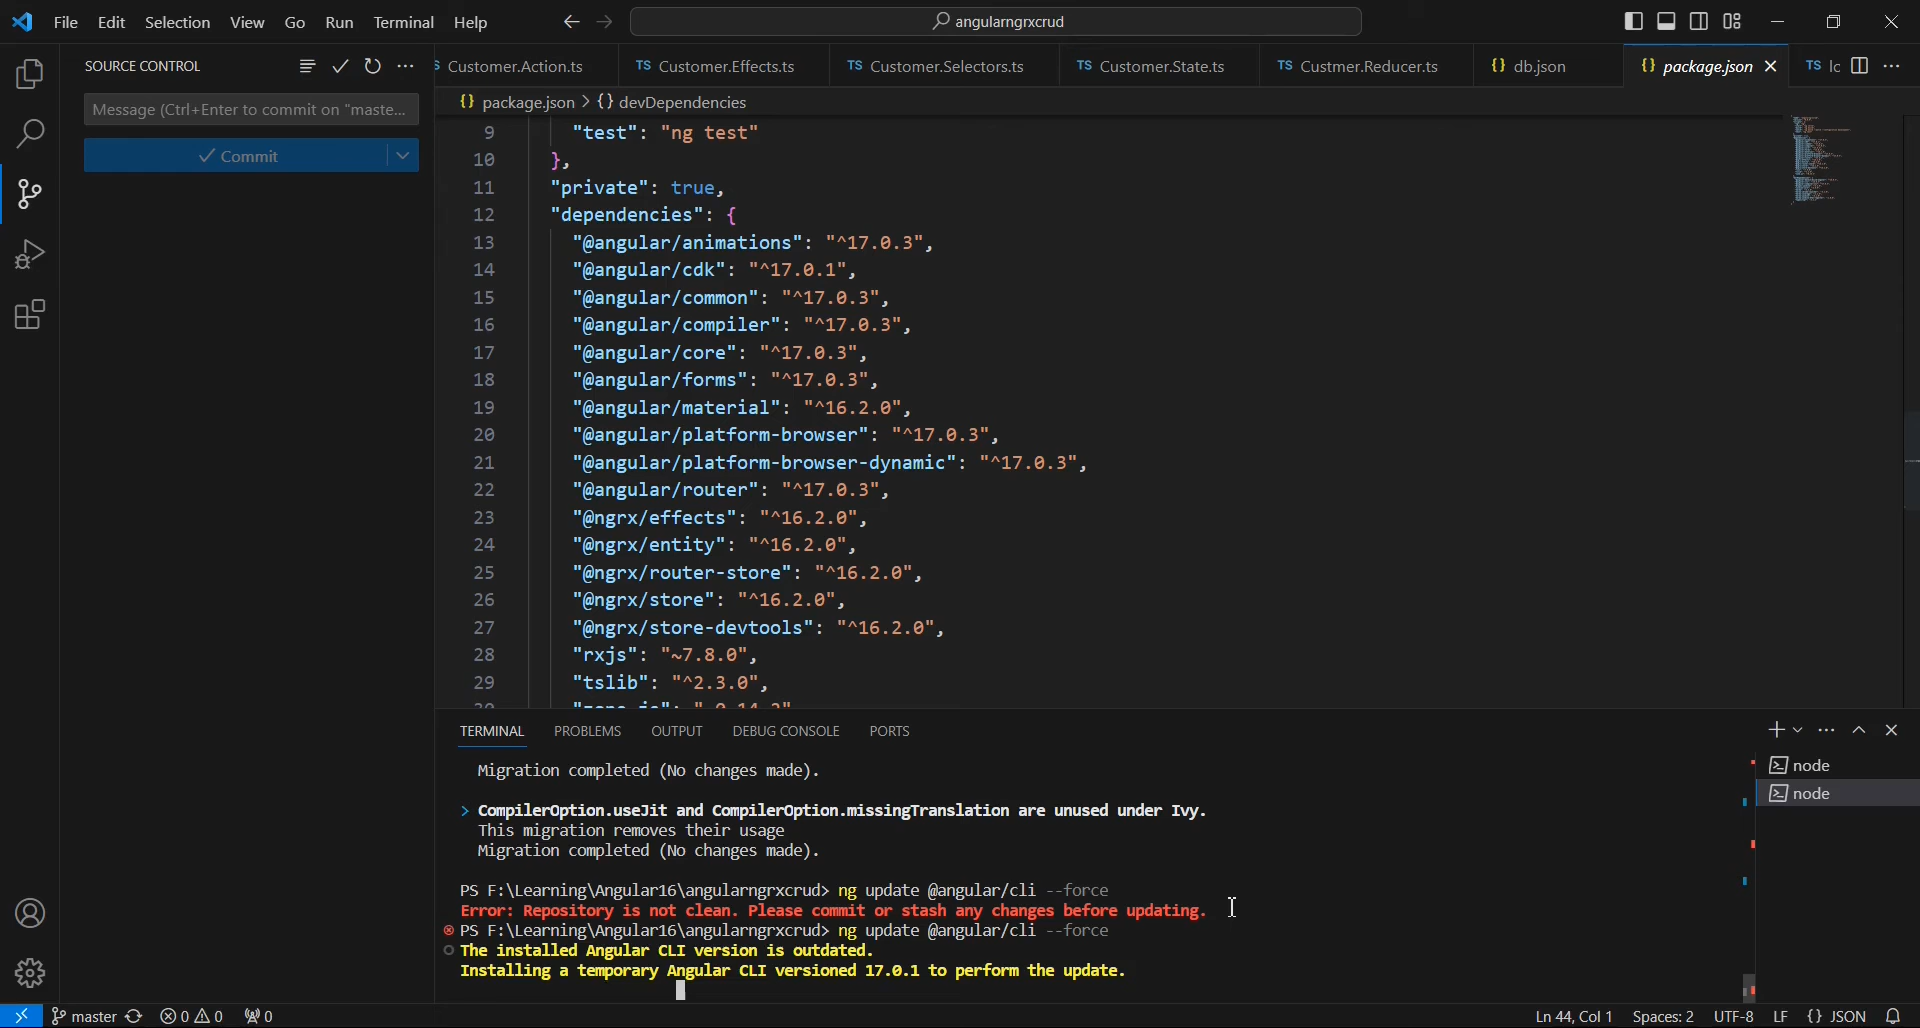 File Edit Selection View Go Run Terminal Help
angularngrxcrud
SOURCE CONTROL
Message (Ctrl+Enter to commit on "maste...
Commit
Customer.Action.ts
TS Customer.Effects.ts
TS Customer.Selectors.ts
TS Customer.State.ts
TS Custmer.Reducer.ts
{} db.json
{} package.json
TS
{} package.json > {} devDependencies
9 "test": "ng test"
10 },
11 "private": true,
12 "dependencies": {
13 "@angular/animations": "^17.0.3",
14 "@angular/cdk": "^17.0.1",
15 "@angular/common": "^17.0.3",
16 "@angular/compiler": "^17.0.3",
17 "@angular/core": "^17.0.3",
18 "@angular/forms": "^17.0.3",
19 "@angular/material": "^16.2.0",
20 "@angular/platform-browser": "^17.0.3",
21 "@angular/platform-browser-dynamic": "^17.0.3",
22 "@angular/router": "^17.0.3",
23 "@ngrx/effects": "^16.2.0",
24 "@ngrx/entity": "^16.2.0",
25 "@ngrx/router-store": "^16.2.0",
26 "@ngrx/store": "^16.2.0",
27 "@ngrx/store-devtools": "^16.2.0",
28 "rxjs": "~7.8.0",
29 "tslib": "^2.3.0",
TERMINAL PROBLEMS OUTPUT DEBUG CONSOLE PORTS
Migration completed (No changes made).
> CompilerOption.useJit and CompilerOption.missingTranslation are unused under Ivy.
This migration removes their usage
Migration completed (No changes made).
PS F:\Learning\Angular16\angularngrxcrud> ng update @angular/cli --force
Error: Repository is not clean. Please commit or stash any changes before updating.
PS F:\Learning\Angular16\angularngrxcrud> ng update @angular/cli --force
The installed Angular CLI version is outdated.
Installing a temporary Angular CLI versioned 17.0.1 to perform the update.
node
node
master 0 0 0
Ln 44, Col 1 Spaces: 2 UTF-8 LF {} JSON